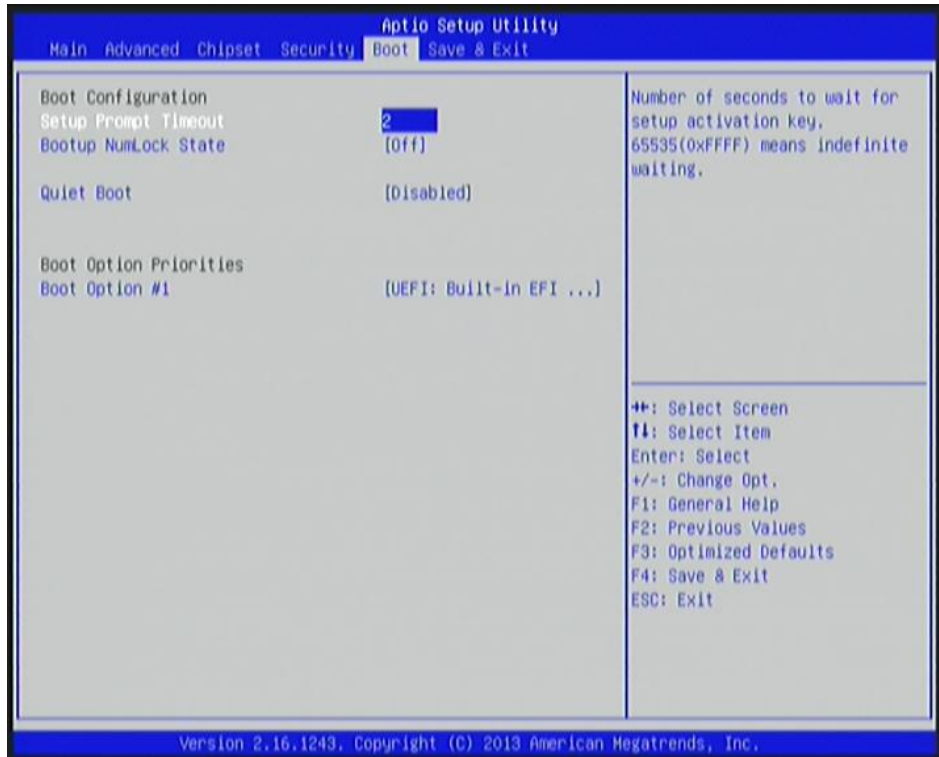 Aptio Setup Utility
Main Advanced Chipset Security Boot Save & Exit
Boot Configuration
Setup Prompt Timeout 2
Bootup NumLock State [Off]
Quiet Boot [Disabled]
Boot Option Priorities
Boot Option #1 [UEFI: Built-in EFI ...]
Number of seconds to wait for
setup activation key.
65535(0xFFFF) means indefinite
waiting.
→←: Select Screen
↑↓: Select Item
Enter: Select
+/-: Change Opt.
F1: General Help
F2: Previous Values
F3: Optimized Defaults
F4: Save & Exit
ESC: Exit
Version 2.16.1243. Copyright (C) 2013 American Megatrends, Inc.